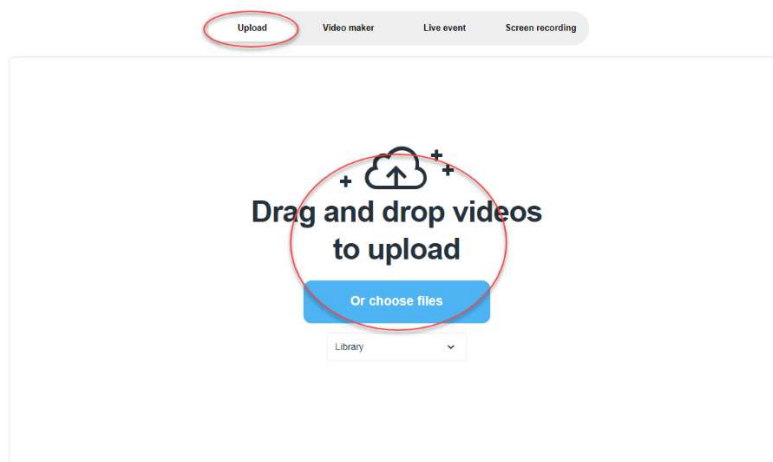 Upload Video maker Live event Screen recording
Drag and drop videos
to upload
Or choose files
Library